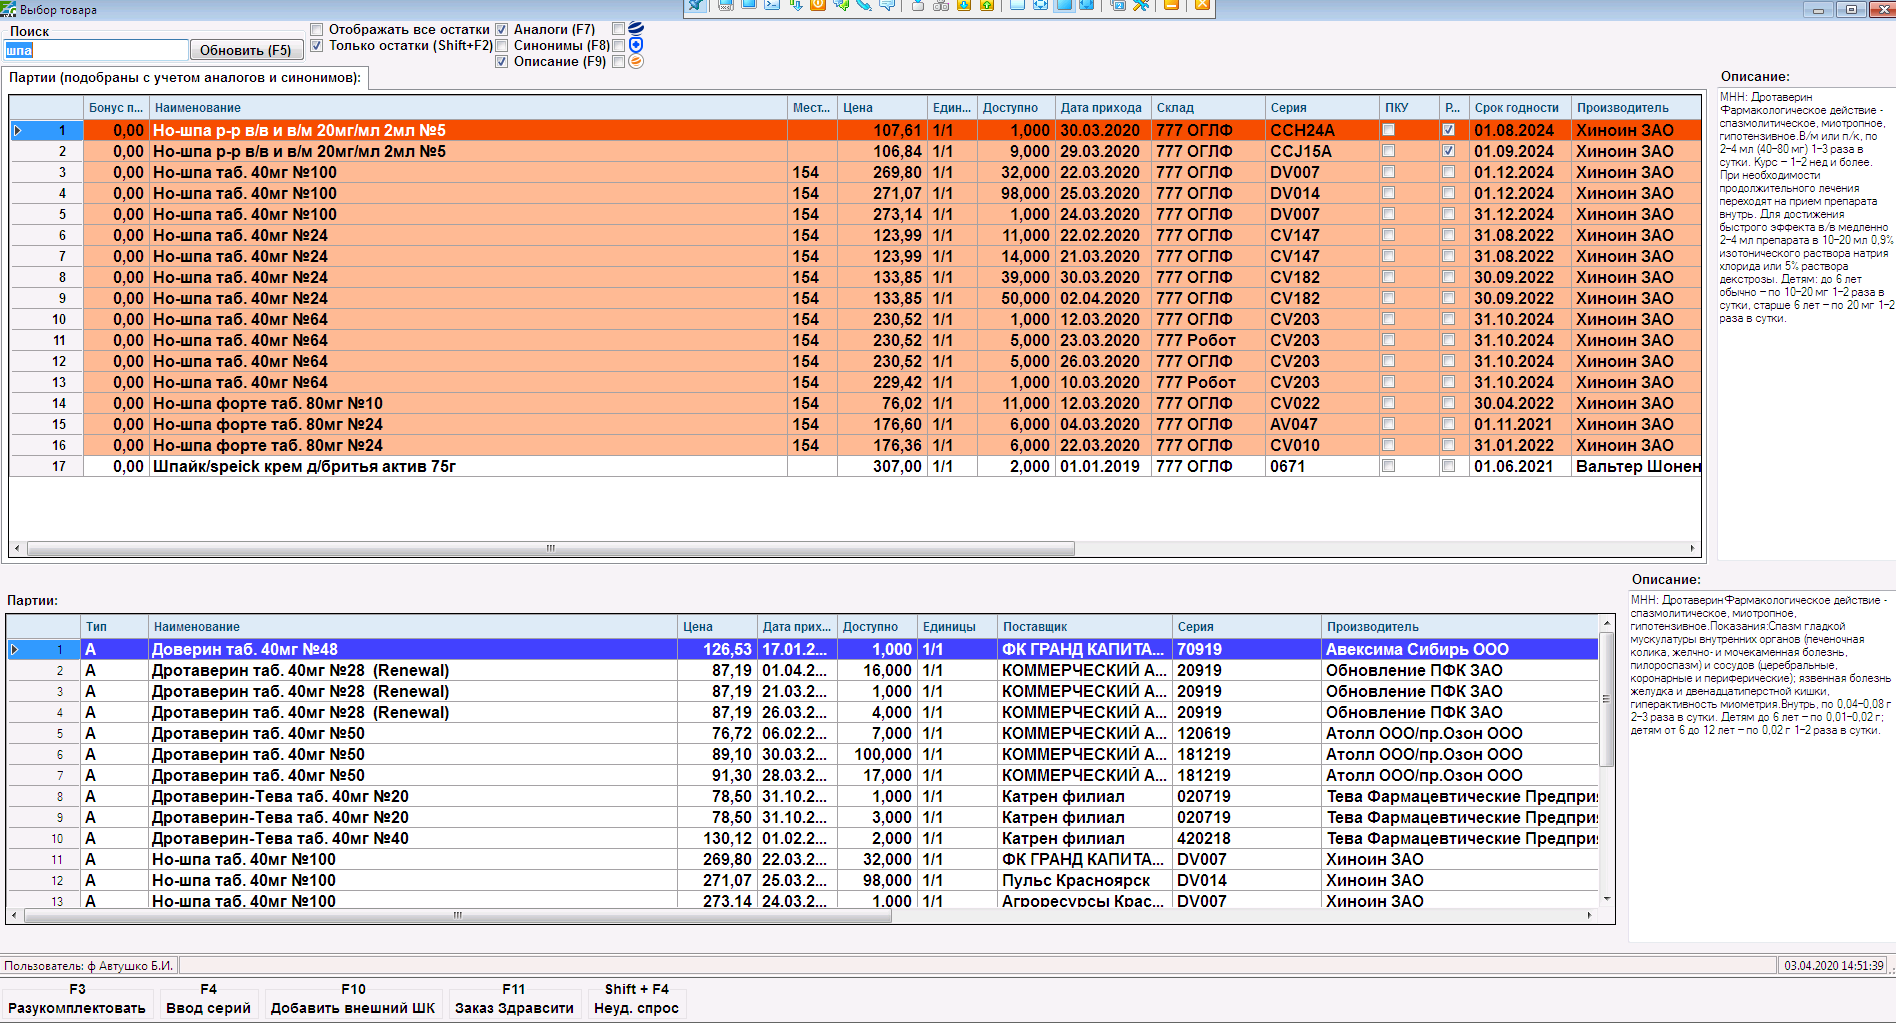 Выбор товара
Поиск
шпа
Обновить (F5)
Отображать все остатки
Только остатки (Shift+F2)
Аналоги (F7)
Синонимы (F8)
Описание (F9)
Партии (подобраны с учетом аналогов и синонимов):
Бонус п... Наименование Мест... Цена Един... Доступно Дата прихода Склад Серия ПКУ Р... Срок годности Производитель
1 0,00 Но-шпа р-р в/в и в/м 20мг/мл 2мл №5 107,61 1/1 1,000 30.03.2020 777 ОГЛФ CCH24A 01.08.2024 Хиноин ЗАО
2 0,00 Но-шпа р-р в/в и в/м 20мг/мл 2мл №5 106,84 1/1 9,000 29.03.2020 777 ОГЛФ CCJ15A 01.09.2024 Хиноин ЗАО
3 0,00 Но-шпа таб. 40мг №100 154 269,80 1/1 32,000 22.03.2020 777 ОГЛФ DV007 01.12.2024 Хиноин ЗАО
4 0,00 Но-шпа таб. 40мг №100 154 271,07 1/1 98,000 25.03.2020 777 ОГЛФ DV014 01.12.2024 Хиноин ЗАО
5 0,00 Но-шпа таб. 40мг №100 154 273,14 1/1 1,000 24.03.2020 777 ОГЛФ DV007 31.12.2024 Хиноин ЗАО
6 0,00 Но-шпа таб. 40мг №24 154 123,99 1/1 11,000 22.02.2020 777 ОГЛФ CV147 31.08.2022 Хиноин ЗАО
7 0,00 Но-шпа таб. 40мг №24 154 123,99 1/1 14,000 21.03.2020 777 ОГЛФ CV147 31.08.2022 Хиноин ЗАО
8 0,00 Но-шпа таб. 40мг №24 154 133,85 1/1 39,000 30.03.2020 777 ОГЛФ CV182 30.09.2022 Хиноин ЗАО
9 0,00 Но-шпа таб. 40мг №24 154 133,85 1/1 50,000 02.04.2020 777 ОГЛФ CV182 30.09.2022 Хиноин ЗАО
10 0,00 Но-шпа таб. 40мг №64 154 230,52 1/1 1,000 12.03.2020 777 ОГЛФ CV203 31.10.2024 Хиноин ЗАО
11 0,00 Но-шпа таб. 40мг №64 154 230,52 1/1 5,000 23.03.2020 777 Робот CV203 31.10.2024 Хиноин ЗАО
12 0,00 Но-шпа таб. 40мг №64 154 230,52 1/1 5,000 26.03.2020 777 ОГЛФ CV203 31.10.2024 Хиноин ЗАО
13 0,00 Но-шпа таб. 40мг №64 154 229,42 1/1 1,000 10.03.2020 777 Робот CV203 31.10.2024 Хиноин ЗАО
14 0,00 Но-шпа форте таб. 80мг №10 154 76,02 1/1 11,000 12.03.2020 777 ОГЛФ CV022 30.04.2022 Хиноин ЗАО
15 0,00 Но-шпа форте таб. 80мг №24 154 176,60 1/1 6,000 04.03.2020 777 ОГЛФ AV047 01.11.2021 Хиноин ЗАО
16 0,00 Но-шпа форте таб. 80мг №24 154 176,36 1/1 6,000 22.03.2020 777 ОГЛФ CV010 31.01.2022 Хиноин ЗАО
17 0,00 Шпайк/speick крем д/бритья актив 75г 307,00 1/1 2,000 01.01.2019 777 ОГЛФ 0671 01.06.2021 Вальтер Шонен
Описание:
МНН: Дротаверин
Фармакологическое действие -
спазмолитическое, миотропное,
гипотензивное.В/м или п/к, по
2–4 мл (40–80 мг) 1–3 раза в
сутки. Курс – 1–2 нед и более.
При необходимости
продолжительного лечения
переходят на прием препарата
внутрь. Для достижения
быстрого эффекта в/в медленно
2–4 мл препарата в 10–20 мл 0,9%
изотонического раствора натрия
хлорида или 5% раствора
декстрозы. Детям: до 6 лет
обычно – по 10–20 мг 1–2 раза в
сутки, старше 6 лет – по 20 мг 1–2
раза в сутки.
Партии:
Тип Наименование Цена Дата прих... Доступно Единицы Поставщик Серия Производитель
1 А Доверин таб. 40мг №48 126,53 17.01.2... 1,000 1/1 ФК ГРАНД КАПИТА... 70919 Авексима Сибирь ООО
2 А Дротаверин таб. 40мг №28 (Renewal) 87,19 01.04.2... 16,000 1/1 КОММЕРЧЕСКИЙ А... 20919 Обновление ПФК ЗАО
3 А Дротаверин таб. 40мг №28 (Renewal) 87,19 21.03.2... 1,000 1/1 КОММЕРЧЕСКИЙ А... 20919 Обновление ПФК ЗАО
4 А Дротаверин таб. 40мг №28 (Renewal) 87,19 26.03.2... 4,000 1/1 КОММЕРЧЕСКИЙ А... 20919 Обновление ПФК ЗАО
5 А Дротаверин таб. 40мг №50 76,72 06.02.2... 7,000 1/1 КОММЕРЧЕСКИЙ А... 120619 Атолл ООО/пр.Озон ООО
6 А Дротаверин таб. 40мг №50 89,10 30.03.2... 100,000 1/1 КОММЕРЧЕСКИЙ А... 181219 Атолл ООО/пр.Озон ООО
7 А Дротаверин таб. 40мг №50 91,30 28.03.2... 17,000 1/1 КОММЕРЧЕСКИЙ А... 181219 Атолл ООО/пр.Озон ООО
8 А Дротаверин-Тева таб. 40мг №20 78,50 31.10.2... 1,000 1/1 Катрен филиал 020719 Тева Фармацевтические Предпри
9 А Дротаверин-Тева таб. 40мг №20 78,50 31.10.2... 3,000 1/1 Катрен филиал 020719 Тева Фармацевтические Предпри
10 А Дротаверин-Тева таб. 40мг №40 130,12 01.02.2... 2,000 1/1 Катрен филиал 420218 Тева Фармацевтические Предпри
11 А Но-шпа таб. 40мг №100 269,80 22.03.2... 32,000 1/1 ФК ГРАНД КАПИТА... DV007 Хиноин ЗАО
12 А Но-шпа таб. 40мг №100 271,07 25.03.2... 98,000 1/1 Пульс Красноярск DV014 Хиноин ЗАО
13 А Но-шпа таб. 40мг №100 273,14 24.03.2... 1,000 1/1 Агроресурсы Крас... DV007 Хиноин ЗАО
Описание:
МНН: ДротаверинФармакологическое действие -
спазмолитическое, миотропное,
гипотензивное.Показания:Спазм гладкой
мускулатуры внутренних органов (печеночная
колика, желчно- и мочекаменная болезнь,
пилороспазм) и сосудов (церебральные,
коронарные и периферические); язвенная болезнь
желудка и двенадцатиперстной кишки,
гиперактивность миометрия.Внутрь, по 0,04–0,08 г
2–3 раза в сутки. Детям до 6 лет – по 0,01–0,02 г;
детям от 6 до 12 лет – по 0,02 г 1–2 раза в сутки.
Пользователь: ф Автушко Б.И.
03.04.2020 14:51:39
F3 F4 F10 F11 Shift + F4
Разукомплектовать Ввод серий Добавить внешний ШК Заказ Здравсити Неуд. спрос